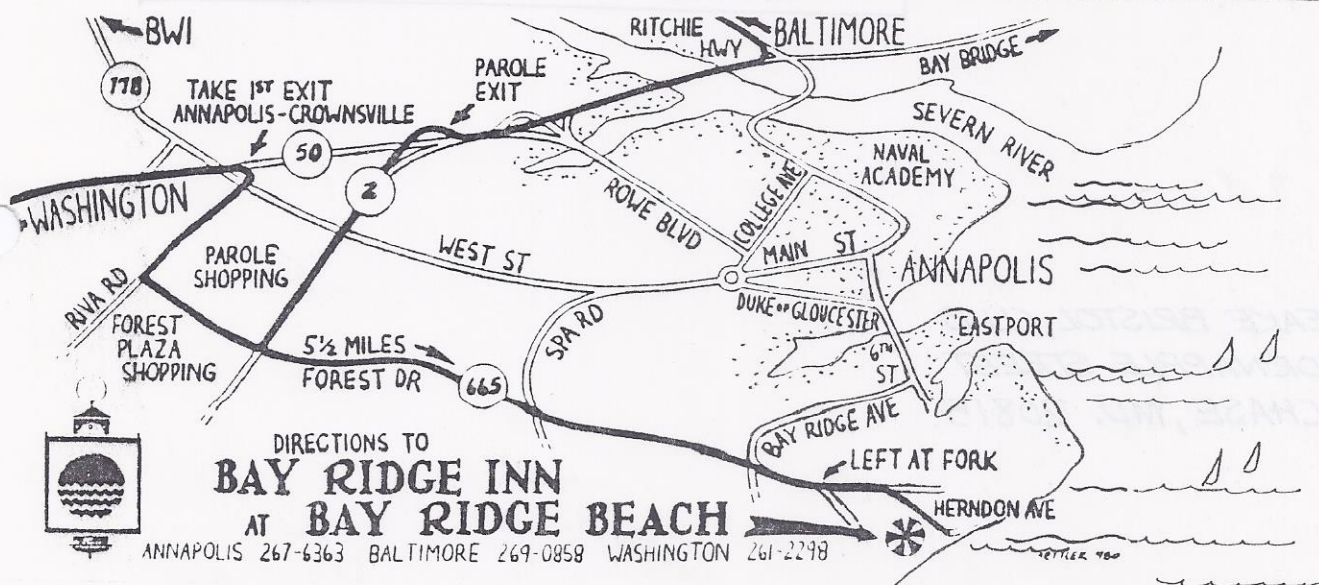 BWI
RITCHIE
HWY
BALTIMORE
BAY BRIDGE
178
TAKE 1ST EXIT
ANNAPOLIS-CROWNSVILLE
PAROLE
EXIT
50
2
SEVERN RIVER
NAVAL
ACADEMY
WASHINGTON
ROWE BLVD
COLLEGE AVE
PAROLE
SHOPPING
WEST ST
MAIN ST
ANNAPOLIS
RIVA RD
DUKE OF GLOUCESTER
FOREST
PLAZA
SHOPPING
5½ MILES
FOREST DR
SPA RD
EASTPORT
6TH
ST
665
BAY RIDGE AVE
LEFT AT FORK
HERNDON AVE
DIRECTIONS TO
BAY RIDGE INN
AT BAY RIDGE BEACH
ANNAPOLIS 267-6363 BALTIMORE 269-0858 WASHINGTON 261-2298